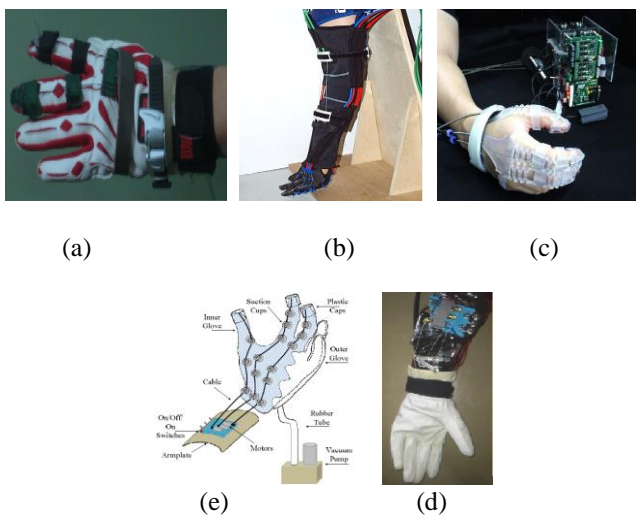 (a)
(b)
(c)
Suction
Cups
Plastic
Caps
Inner
Glove
Outer
Glove
Cable
On/Off/
On
Switches
Armplate
Motors
Rubber
Tube
Vacuum
Pump
(e)
(d)